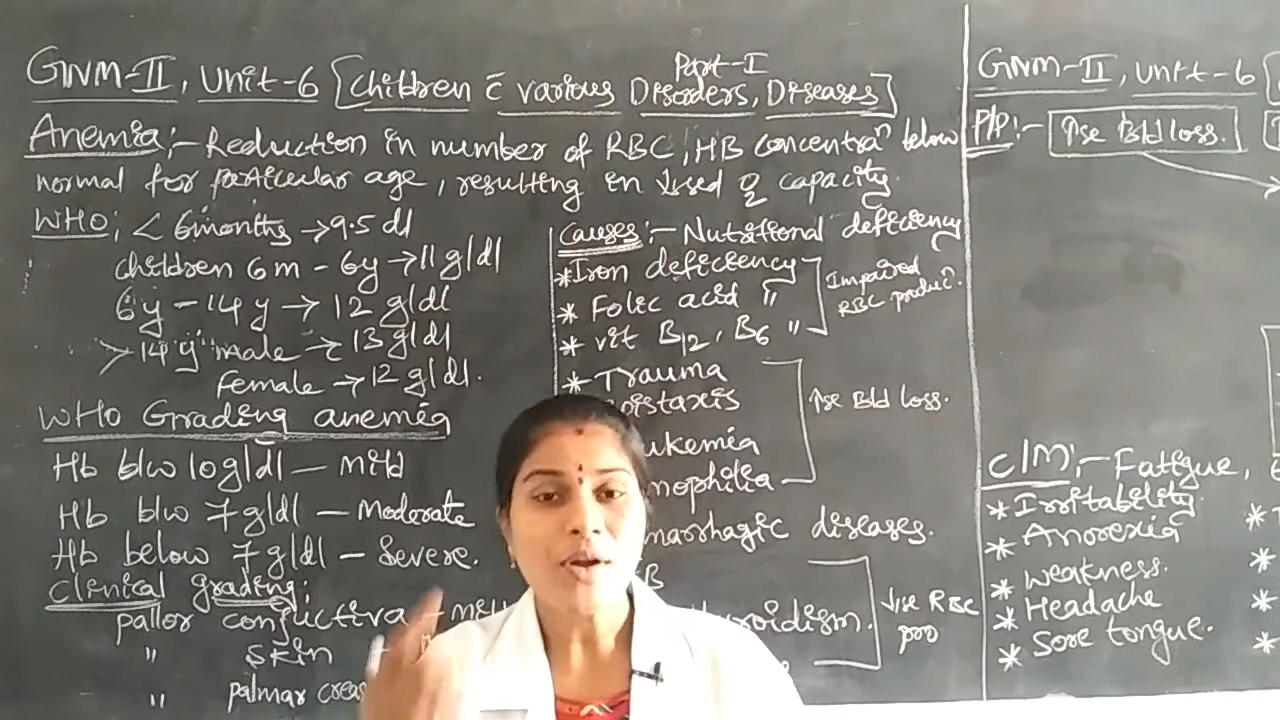 Part-I
GNM-II, Unit-6 [Children c̄ various Disorders, Diseases]
Anemia:- Reduction in number of RBC, HB concentraⁿ below
normal for particular age, resulting in ↓sed O2 capacity.
WHO: < 6months → 9.5 dl
children 6m - 6y → 11 g/dl
6y - 14y → 12 g/dl
> 14y male → 13 g/dl
female → 12 g/dl.
WHO Grading anemia
Hb b/w 10g/dl - mild
Hb b/w 7g/dl - Moderate
Hb below 7g/dl - Severe.
Clinical grading:
pallor conjuctiva -
" skin -
" palmar
Causes:- Nutritional deficiency
*Iron deficiency
* Folic acid "
* vit B12, B6 "
Impaired
RBC producⁿ.
* Trauma
↑se Bld loss.
diseases.
↓se RBC
pro
GNM-II, Unit-6
P/P:- ↑se Bld loss.
C/M:- Fatigue,
* Irritability
* Anorexia
* weakness.
* Headache
* Sore tongue.